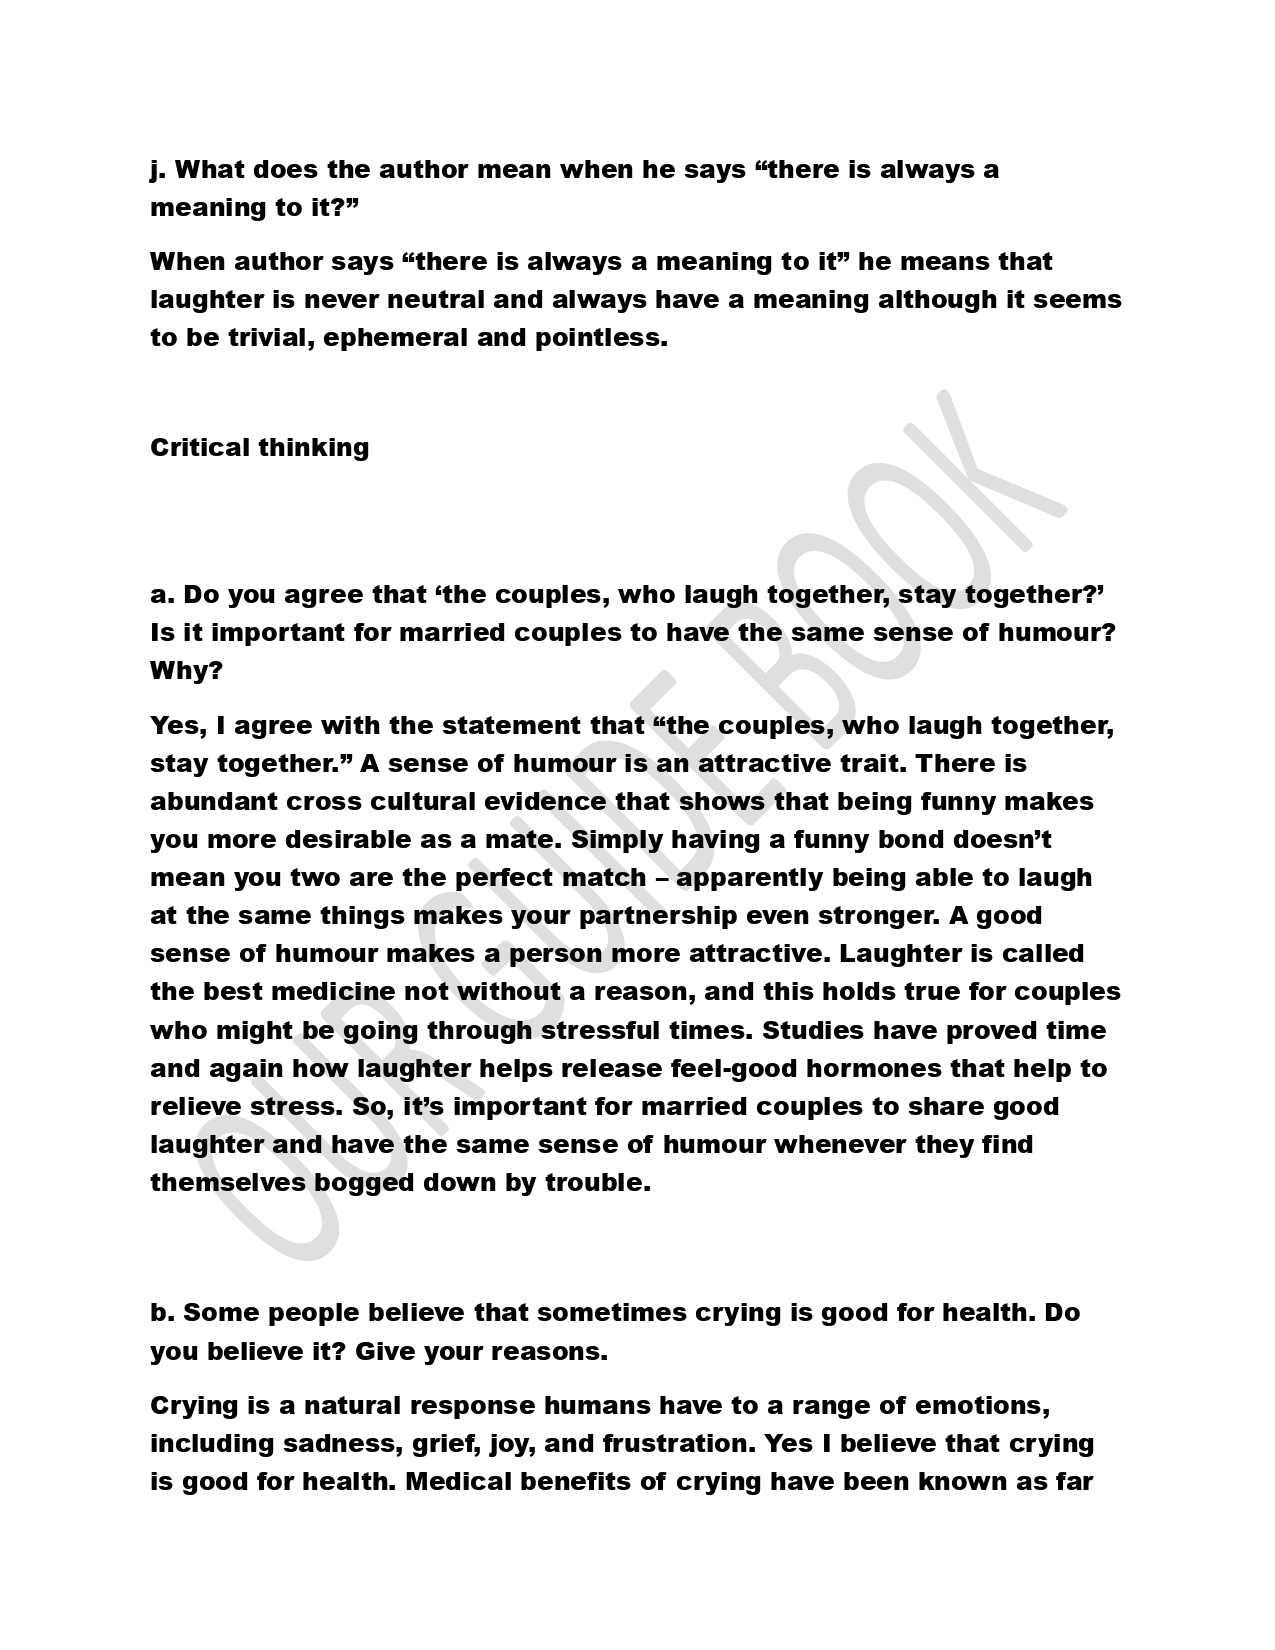 j. What does the author mean when he says “there is always a
meaning to it?”
When author says “there is always a meaning to it” he means that
laughter is never neutral and always have a meaning although it seems
to be trivial, ephemeral and pointless.
Critical thinking
a. Do you agree that ‘the couples, who laugh together, stay together?’
Is it important for married couples to have the same sense of humour?
Why?
Yes, I agree with the statement that “the couples, who laugh together,
stay together.” A sense of humour is an attractive trait. There is
abundant cross cultural evidence that shows that being funny makes
you more desirable as a mate. Simply having a funny bond doesn’t
mean you two are the perfect match – apparently being able to laugh
at the same things makes your partnership even stronger. A good
sense of humour makes a person more attractive. Laughter is called
the best medicine not without a reason, and this holds true for couples
who might be going through stressful times. Studies have proved time
and again how laughter helps release feel-good hormones that help to
relieve stress. So, it’s important for married couples to share good
laughter and have the same sense of humour whenever they find
themselves bogged down by trouble.
b. Some people believe that sometimes crying is good for health. Do
you believe it? Give your reasons.
Crying is a natural response humans have to a range of emotions,
including sadness, grief, joy, and frustration. Yes I believe that crying
is good for health. Medical benefits of crying have been known as far
OUR GUIDE BOOK